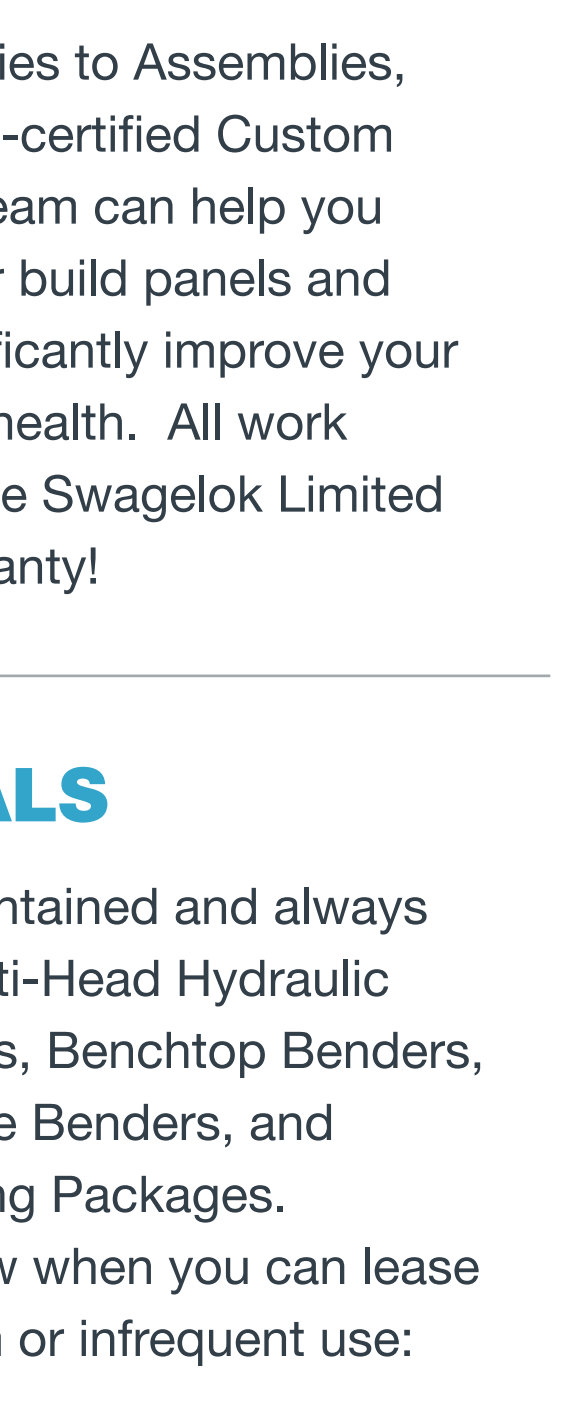 ies to Assemblies,
-certified Custom
eam can help you
r build panels and
ficantly improve your
health.  All work
e Swagelok Limited
anty!
ALS
ntained and always
ti-Head Hydraulic
s, Benchtop Benders,
e Benders, and
ng Packages.
w when you can lease
n or infrequent use: